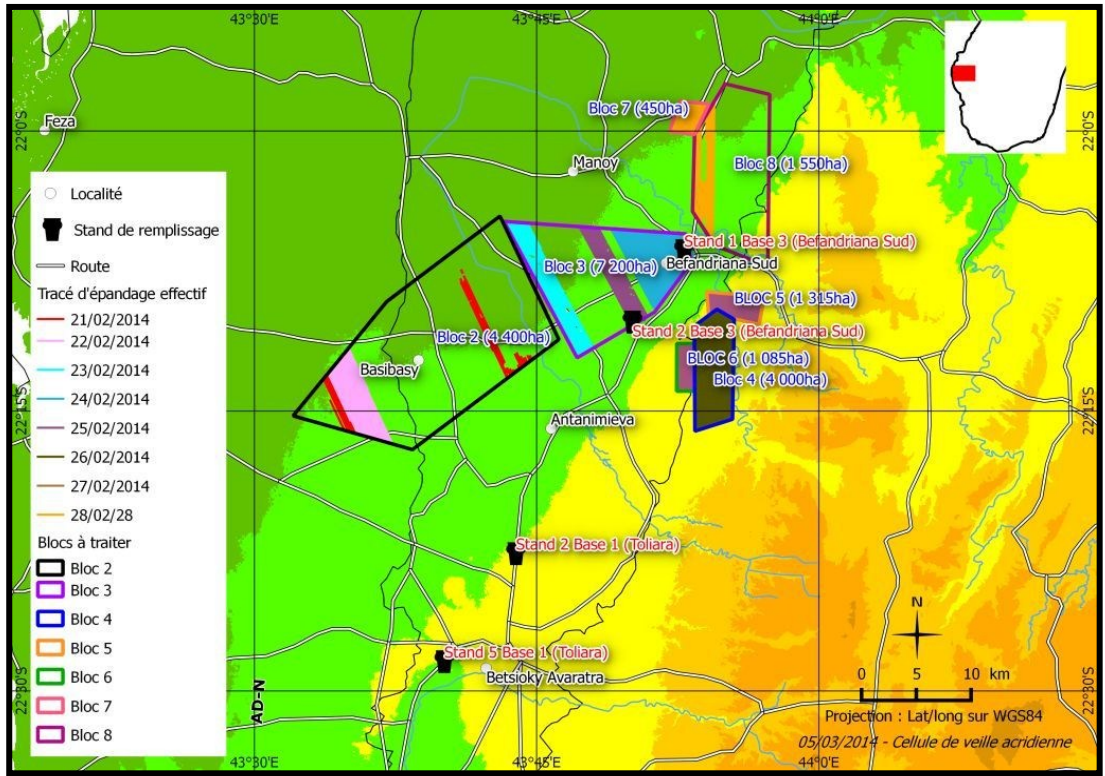 43°30'E
43°45'E
44°0'E
22°0'S
22°0'S
Feza
Bloc 7 (450ha)
Manoy
Bloc 8 (1 550ha)
Localité
Stand de remplissage
Route
Tracé d'épandage effectif
21/02/2014
22/02/2014
23/02/2014
24/02/2014
25/02/2014
26/02/2014
27/02/2014
28/02/28
Blocs à traiter
Bloc 2
Bloc 3
Bloc 4
Bloc 5
Bloc 6
Bloc 7
Bloc 8
Stand 1 Base 3 (Befandriana Sud)
Befandriana Sud
Bloc 3 (7 200ha)
BLOC 5 (1 315ha)
Stand 2 Base 3 (Befandriana Sud)
Bloc 2 (4 400ha)
BLOC 6 (1 085ha)
Basibasy
Bloc 4 (4 000ha)
22°15'S
22°15'S
Antanimieva
Stand 2 Base 1 (Toliara)
Stand 5 Base 1 (Toliara)
Betsioky Avaratra
AD-N
N
0 5 10 km
22°30'S
22°30'S
Projection : Lat/long sur WGS84
05/03/2014 - Cellule de veille acridienne
43°30'E
43°45'E
44°0'E